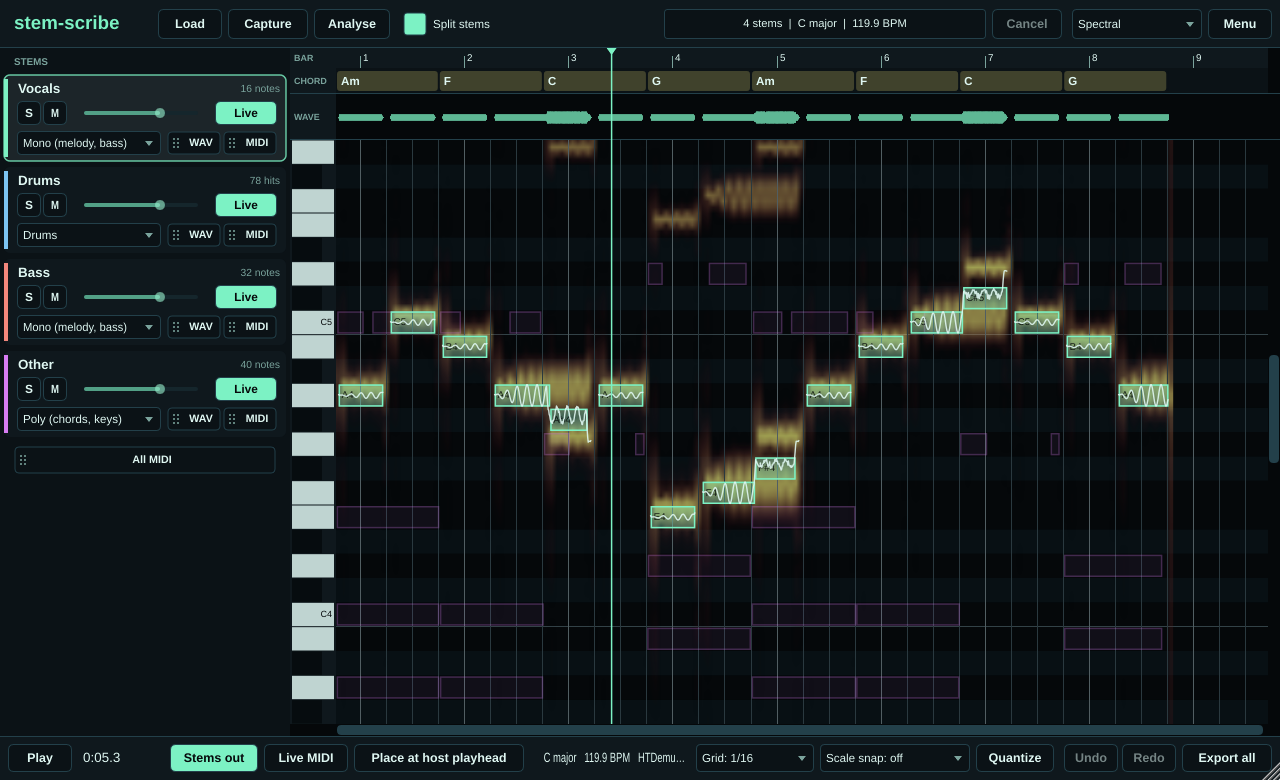 stem-scribe
Load
Capture
Analyse
Split stems
4 stems | C major | 119.9 BPM
Cancel
Spectral
Menu
STEMS
BAR
1 2 3 4 5 6 7 8 9
CHORD
Am F C G Am F C G
WAVE
Vocals
16 notes
S M
Live
Mono (melody, bass)
WAV
MIDI
Drums
78 hits
S M
Live
Drums
WAV
MIDI
Bass
32 notes
S M
Live
Mono (melody, bass)
WAV
MIDI
Other
40 notes
S M
Live
Poly (chords, keys)
WAV
MIDI
All MIDI
C5
C4
Play
0:05.3
Stems out
Live MIDI
Place at host playhead
C major 119.9 BPM HTDemu...
Grid: 1/16
Scale snap: off
Quantize
Undo
Redo
Export all